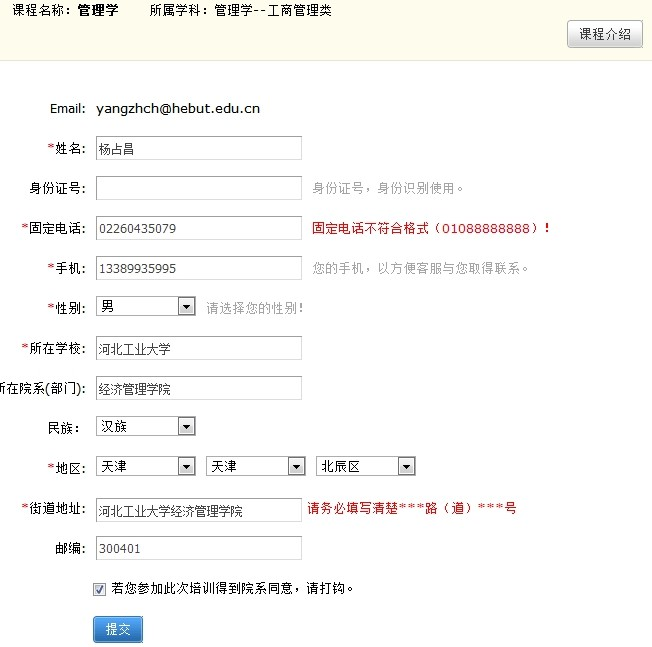 课程名称：管理学 所属学科：管理学--工商管理类
课程介绍
Email: yangzhch@hebut.edu.cn
*姓名: 杨占昌
身份证号: 身份证号，身份识别使用。
*固定电话: 02260435079 固定电话不符合格式（01088888888）！
*手机: 13389935995 您的手机，以方便客服与您取得联系。
*性别: 男 请选择您的性别！
*所在学校: 河北工业大学
所在院系(部门): 经济管理学院
民族： 汉族
*地区: 天津 天津 北辰区
*街道地址: 河北工业大学经济管理学院 请务必填写清楚***路（道）***号
邮编: 300401
若您参加此次培训得到院系同意，请打钩。
提交